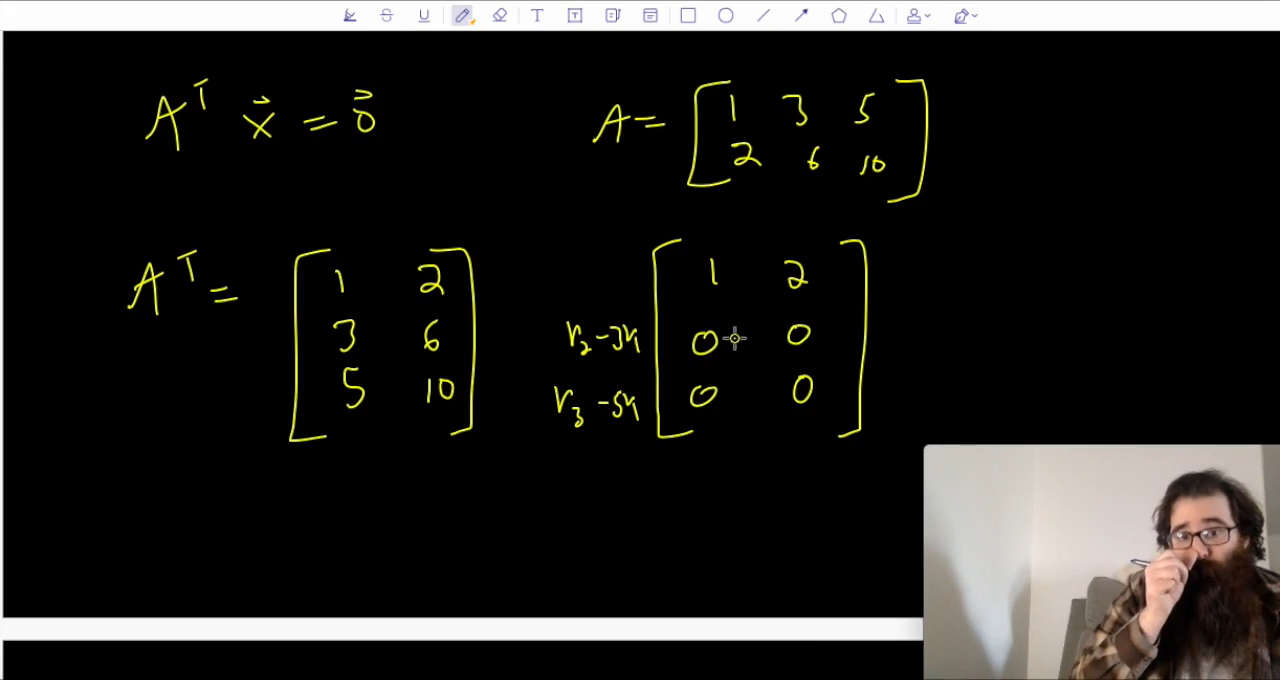 Aᵀ x⃗ = 0⃗
A = [ 1 3 5
2 6 10 ]
Aᵀ = [ 1 2
3 6
5 10 ]
[ 1 2
r₂ -3r₁ 0 0
r₃ -5r₁ 0 0 ]